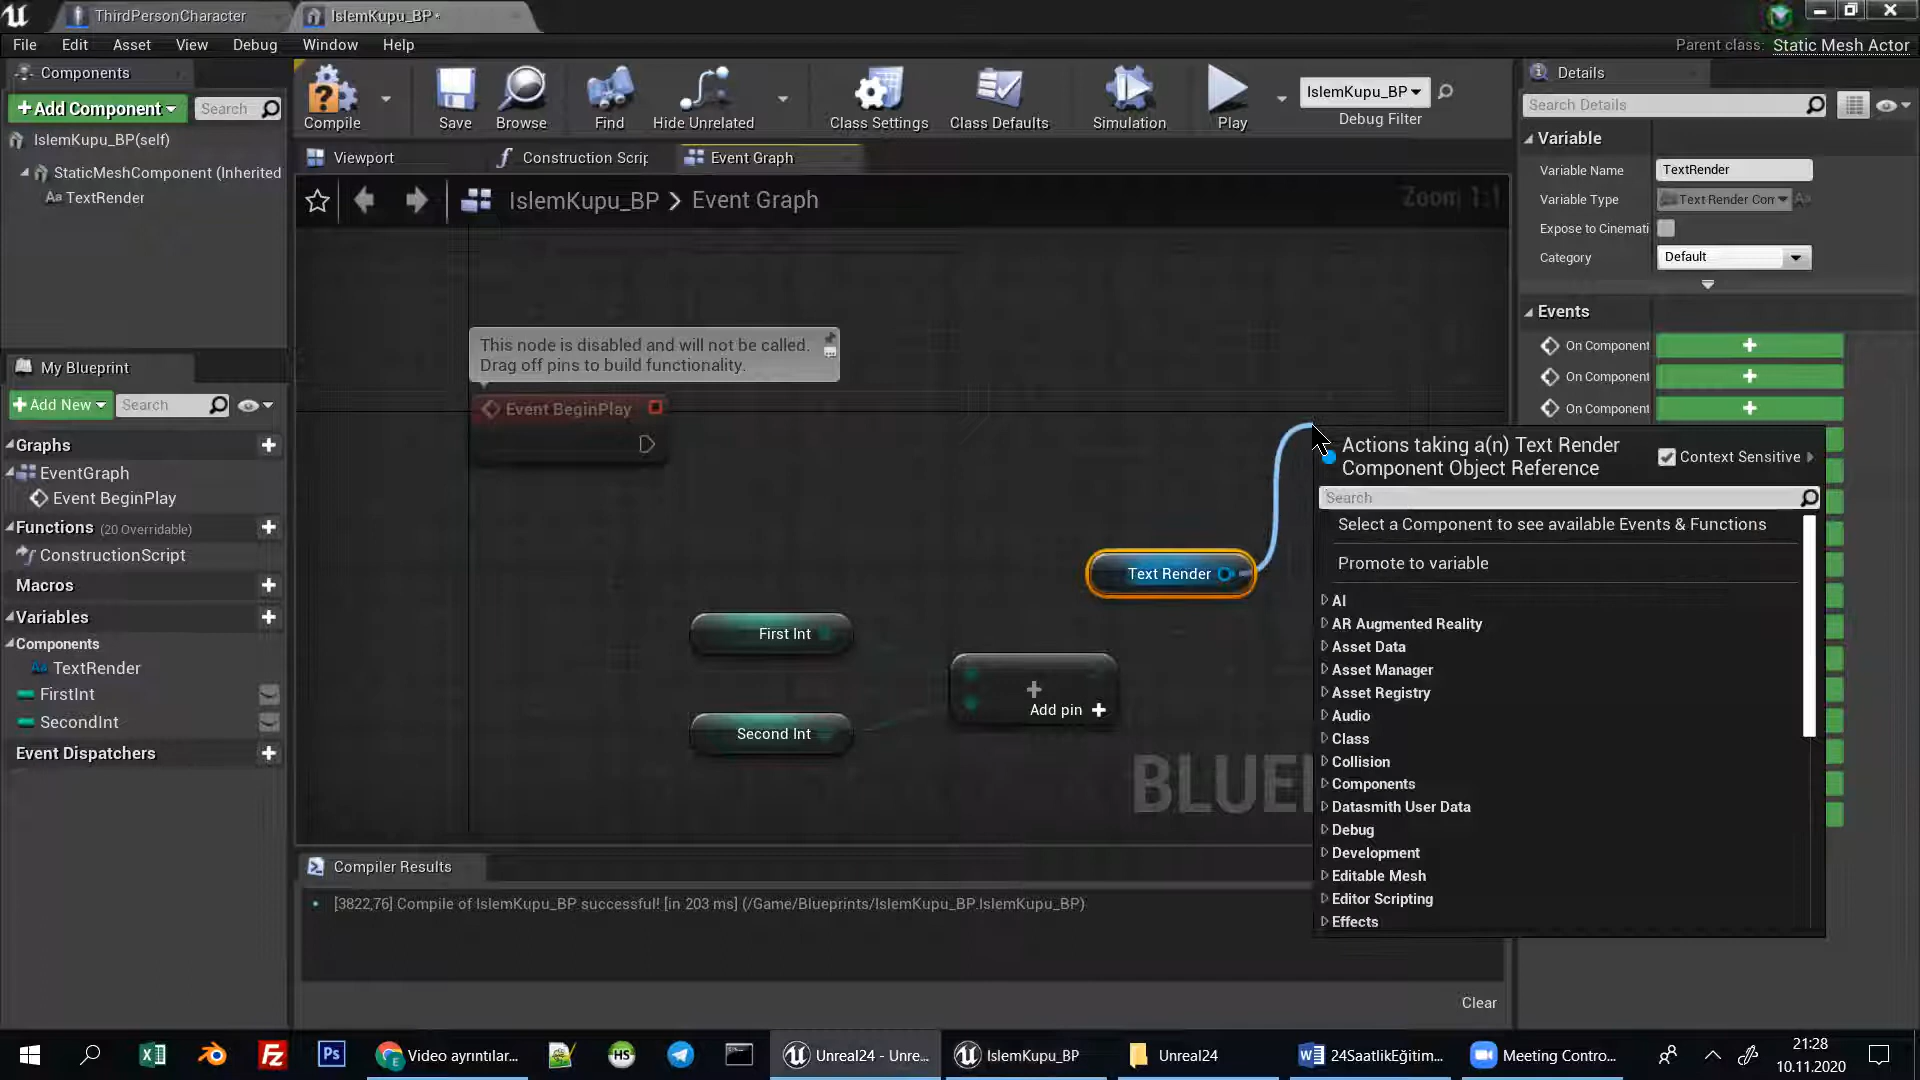 ThirdPersonCharacter
IslemKupu_BP*
File Edit Asset View Debug Window Help
Parent class: Static Mesh Actor
Components
+Add Component
Search
IslemKupu_BP(self)
StaticMeshComponent (Inherited
Aa TextRender
Compile
Save
Browse
Find
Hide Unrelated
Class Settings
Class Defaults
Simulation
Play
IslemKupu_BP
Debug Filter
Viewport
Construction Scrip
Event Graph
IslemKupu_BP > Event Graph
Zoom 1:1
This node is disabled and will not be called.
Drag off pins to build functionality.
Event BeginPlay
Text Render
First Int
Second Int
Add pin +
BLUE
My Blueprint
+Add New
Search
Graphs
EventGraph
Event BeginPlay
Functions (20 Overridable)
ConstructionScript
Macros
Variables
Components
TextRender
FirstInt
SecondInt
Event Dispatchers
Compiler Results
[3822,76] Compile of IslemKupu_BP successful! [in 203 ms] (/Game/Blueprints/IslemKupu_BP.IslemKupu_BP)
Clear
Details
Search Details
Variable
Variable Name
TextRender
Variable Type
Text Render Com
Expose to Cinemati
Category
Default
Events
On Component
On Component
On Component
Actions taking a(n) Text Render
Component Object Reference
Context Sensitive
Search
Select a Component to see available Events & Functions
Promote to variable
AI
AR Augmented Reality
Asset Data
Asset Manager
Asset Registry
Audio
Class
Collision
Components
Datasmith User Data
Debug
Development
Editable Mesh
Editor Scripting
Effects
Ps
Video ayrıntılar...
HS
Unreal24 - Unre...
IslemKupu_BP
Unreal24
24SaatlikEğitim...
Meeting Contro...
21:28
10.11.2020